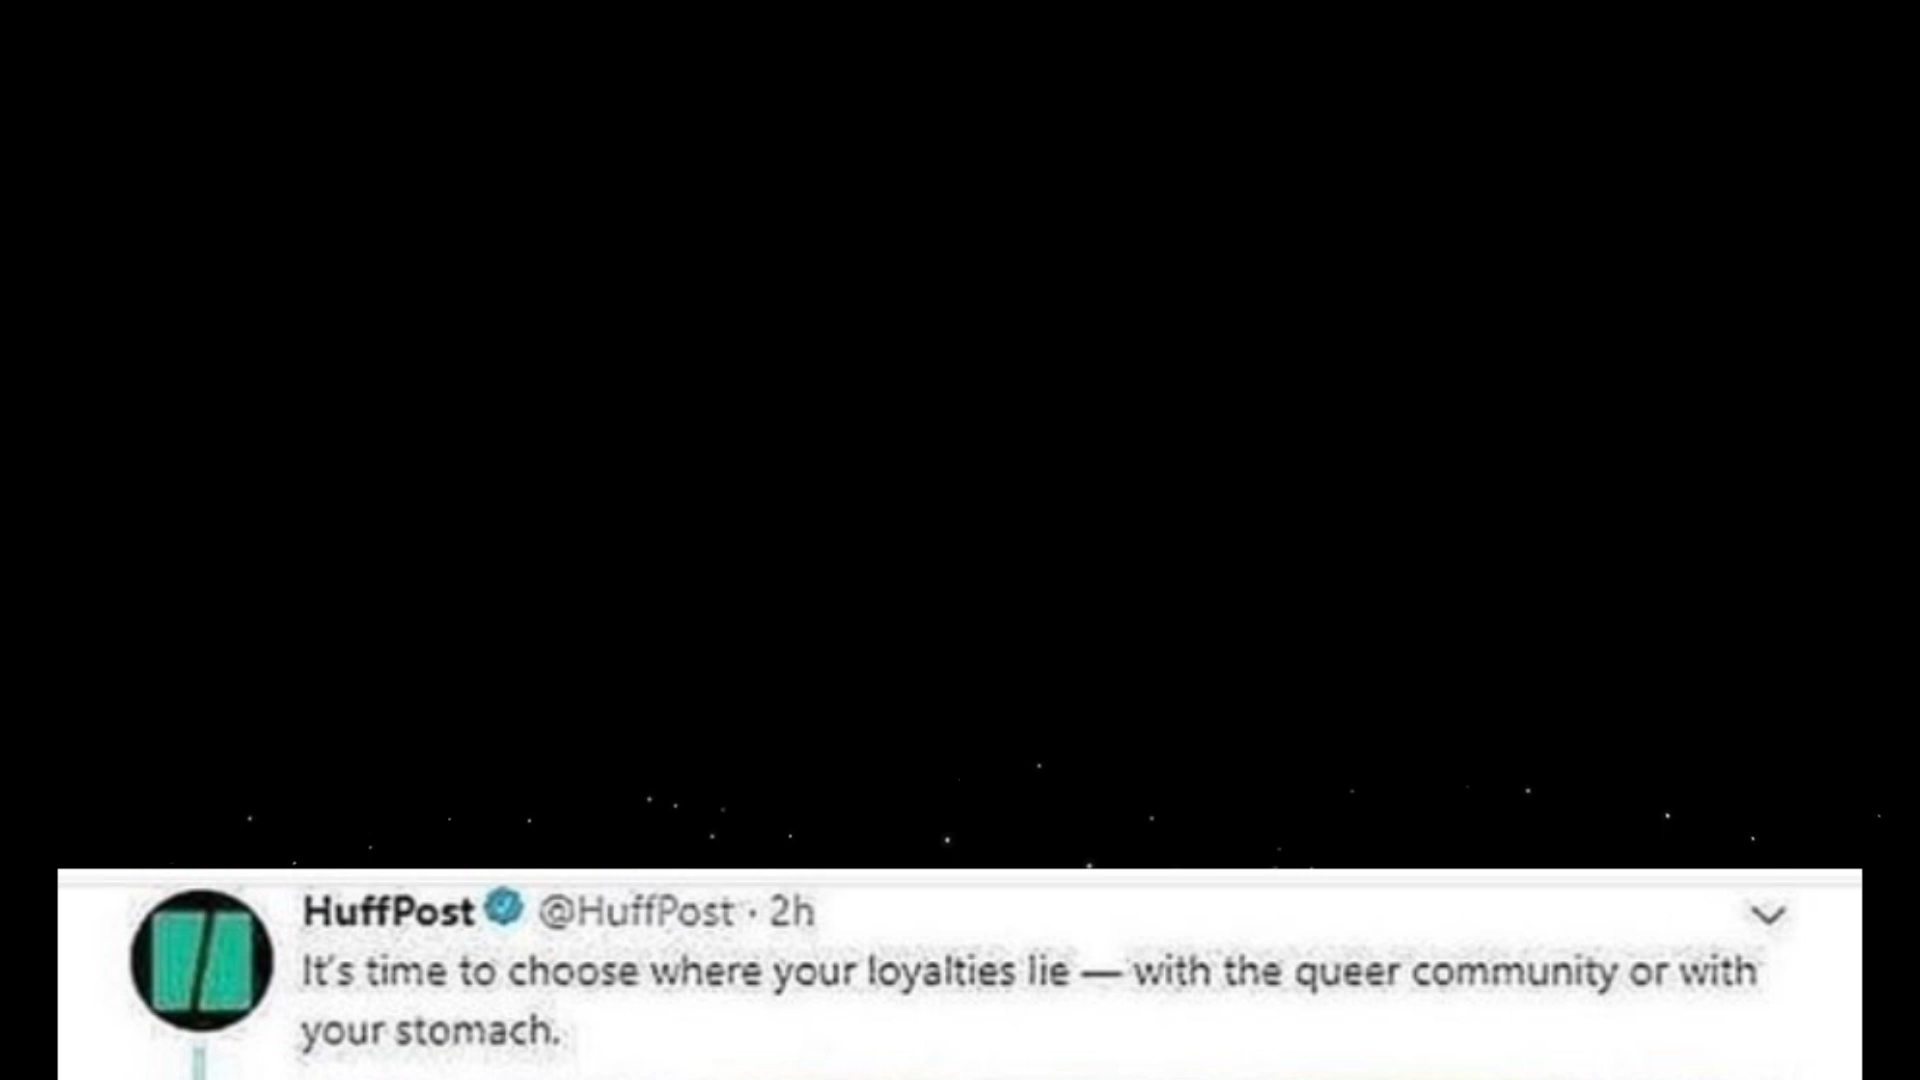 HuffPost @HuffPost · 2h
It's time to choose where your loyalties lie — with the queer community or with
your stomach.